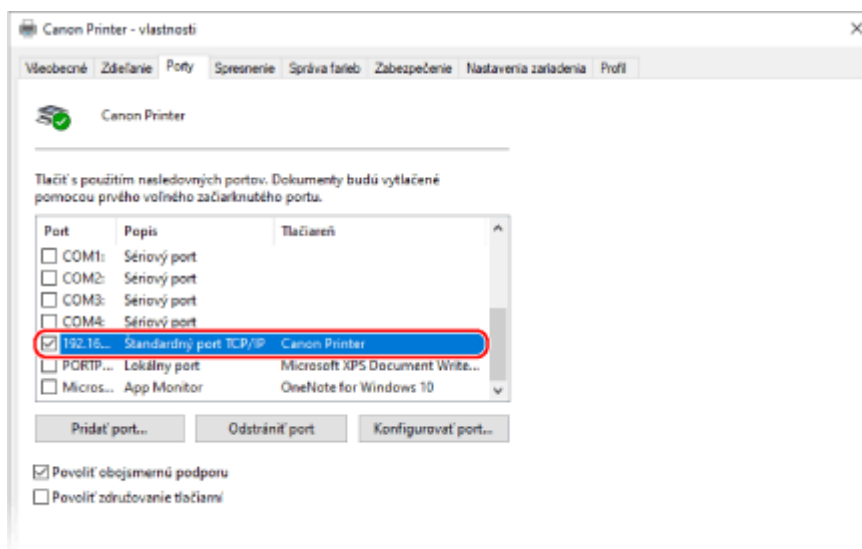 Canon Printer - vlastnosti
Všeobecné Zdieľanie Porty Spresnenie Správa farieb Zabezpečenie Nastavenia zariadenia Profil
Canon Printer
Tlačiť s použitím nasledovných portov. Dokumenty budú vytlačené
pomocou prvého voľného začiarknutého portu.
Port Popis Tlačiareň
COM1: Sériový port
COM2: Sériový port
COM3: Sériový port
COM4: Sériový port
192.16... Štandardný port TCP/IP Canon Printer
PORTP... Lokálny port Microsoft XPS Document Write...
Micros... App Monitor OneNote for Windows 10
Pridať port... Odstrániť port Konfigurovať port...
Povoliť obojsmernú podporu
Povoliť združovanie tlačiarní